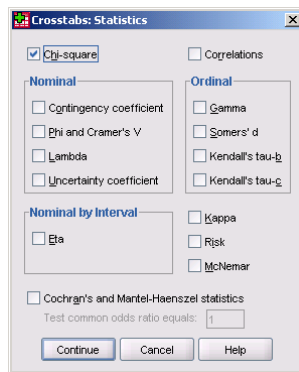 Crosstabs: Statistics
Chi-square
Correlations
Nominal
Contingency coefficient
Phi and Cramer's V
Lambda
Uncertainty coefficient
Ordinal
Gamma
Somers' d
Kendall's tau-b
Kendall's tau-c
Nominal by Interval
Eta
Kappa
Risk
McNemar
Cochran's and Mantel-Haenszel statistics
Test common odds ratio equals: 1
Continue Cancel Help